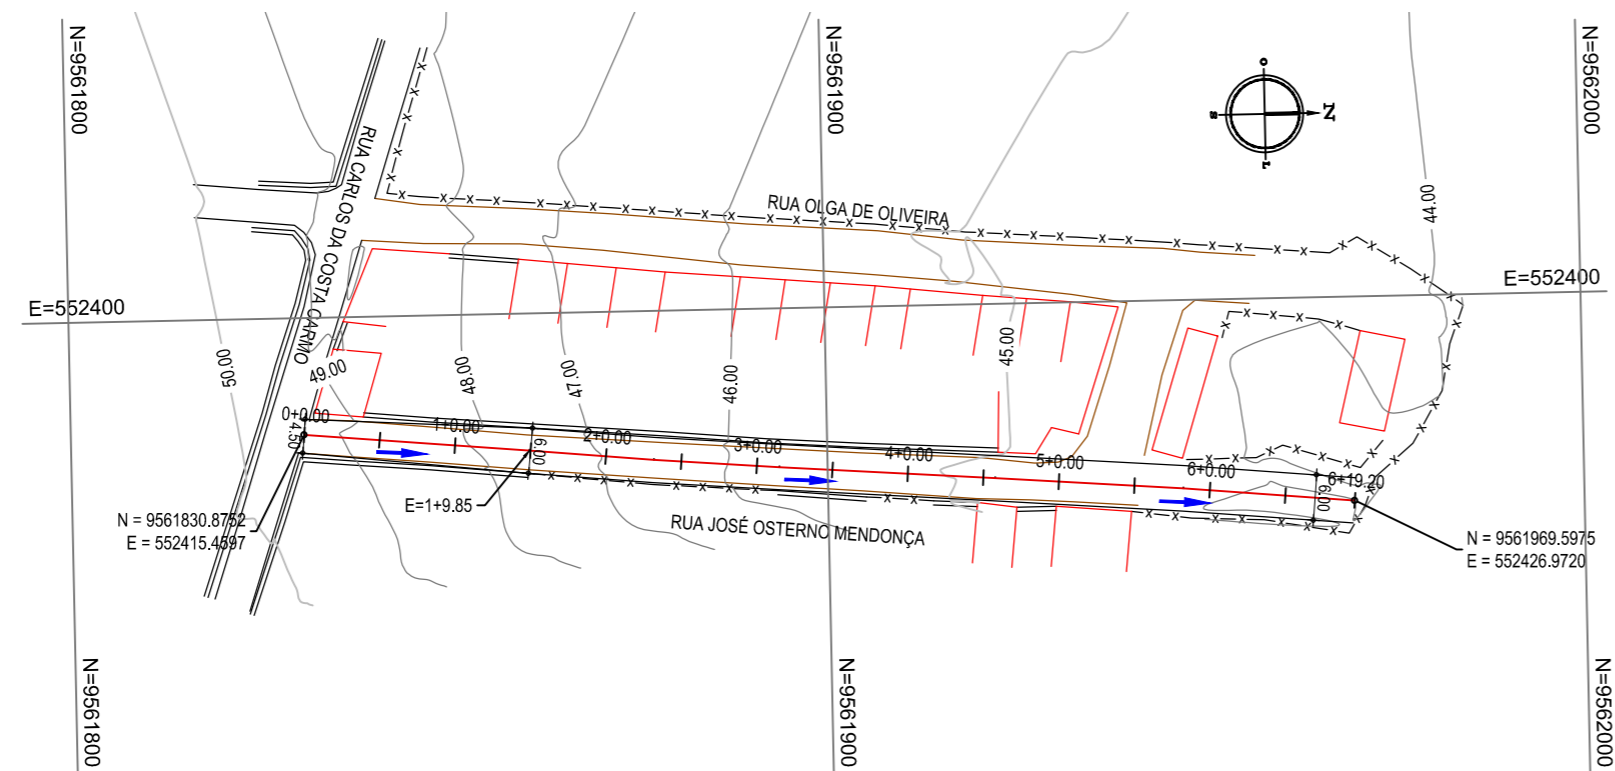 N=9561800
N=9561900
N=9562000
O
S
N
L
RUA CARLOS DA COSTA CARMO
RUA OLGA DE OLIVEIRA
44.00
E=552400
E=552400
50.00
49.00
48.00
47.00
46.00
45.00
0+0.00
4.50
1+0.00
6.00
2+0.00
3+0.00
4+0.00
5+0.00
6+0.00
6+19.20
6.00
E=1+9.85
N = 9561830.8752
E = 552415.4597
RUA JOSÉ OSTERNO MENDONÇA
N = 9561969.5975
E = 552426.9720
N=9561800
N=9561900
N=9562000